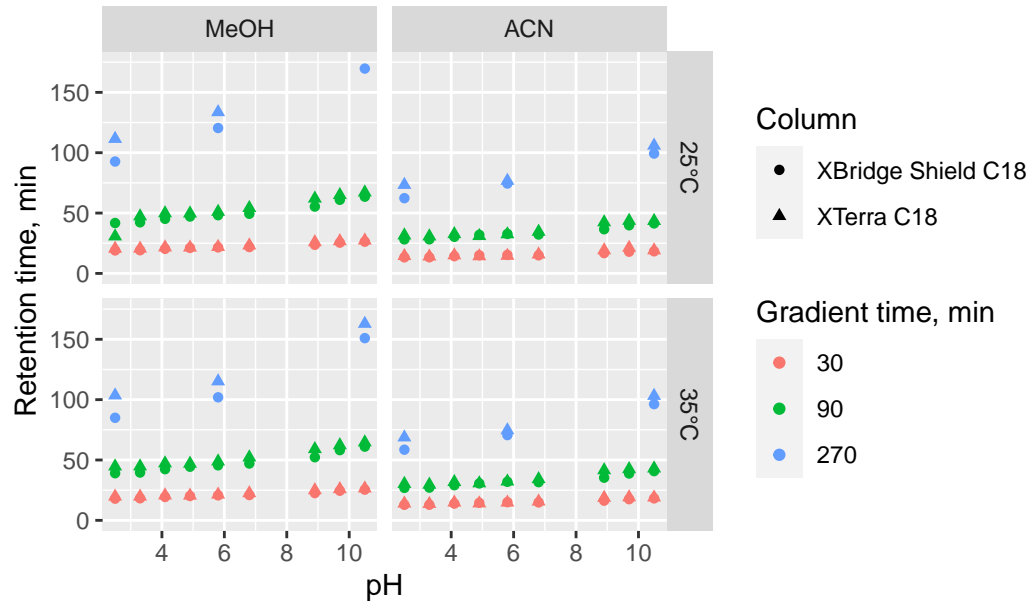 MeOH
ACN
150
100
50
0
25°C
150
100
50
0
35°C
4
6
8
10
4
6
8
10
Retention time, min
pH
Column
XBridge Shield C18
XTerra C18
Gradient time, min
30
90
270